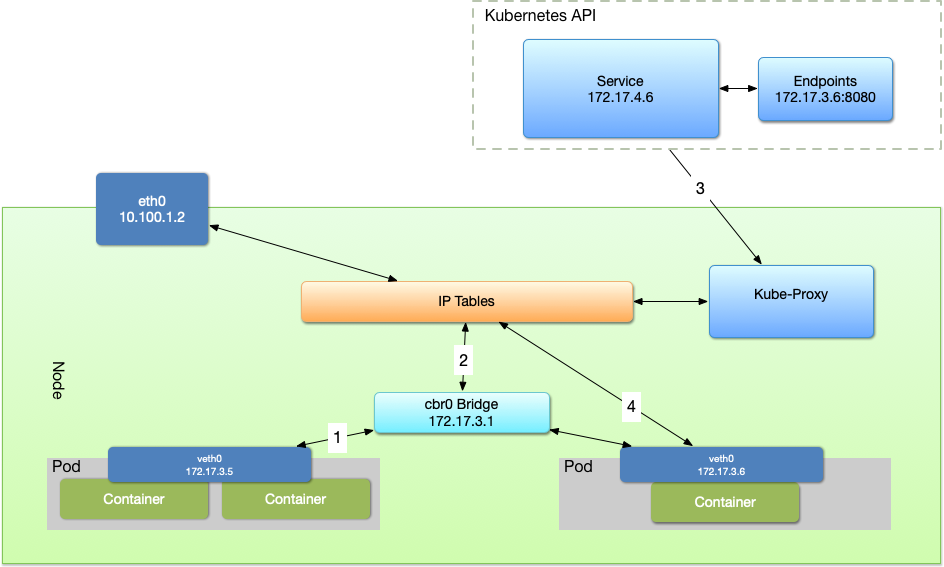 Kubernetes API
Service
172.17.4.6
Endpoints
172.17.3.6:8080
3
eth0
10.100.1.2
IP Tables
Kube-Proxy
2
Node
cbr0 Bridge
172.17.3.1
4
1
veth0
172.17.3.5
Pod
Container
Container
veth0
172.17.3.6
Pod
Container